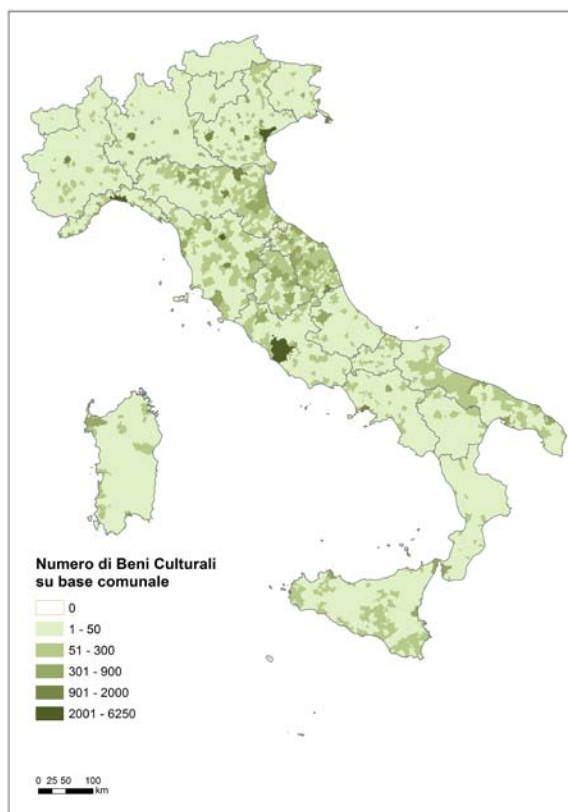 Numero di Beni Culturali
su base comunale
0
1 - 50
51 - 300
301 - 900
901 - 2000
2001 - 6250
0 25 50 100
km